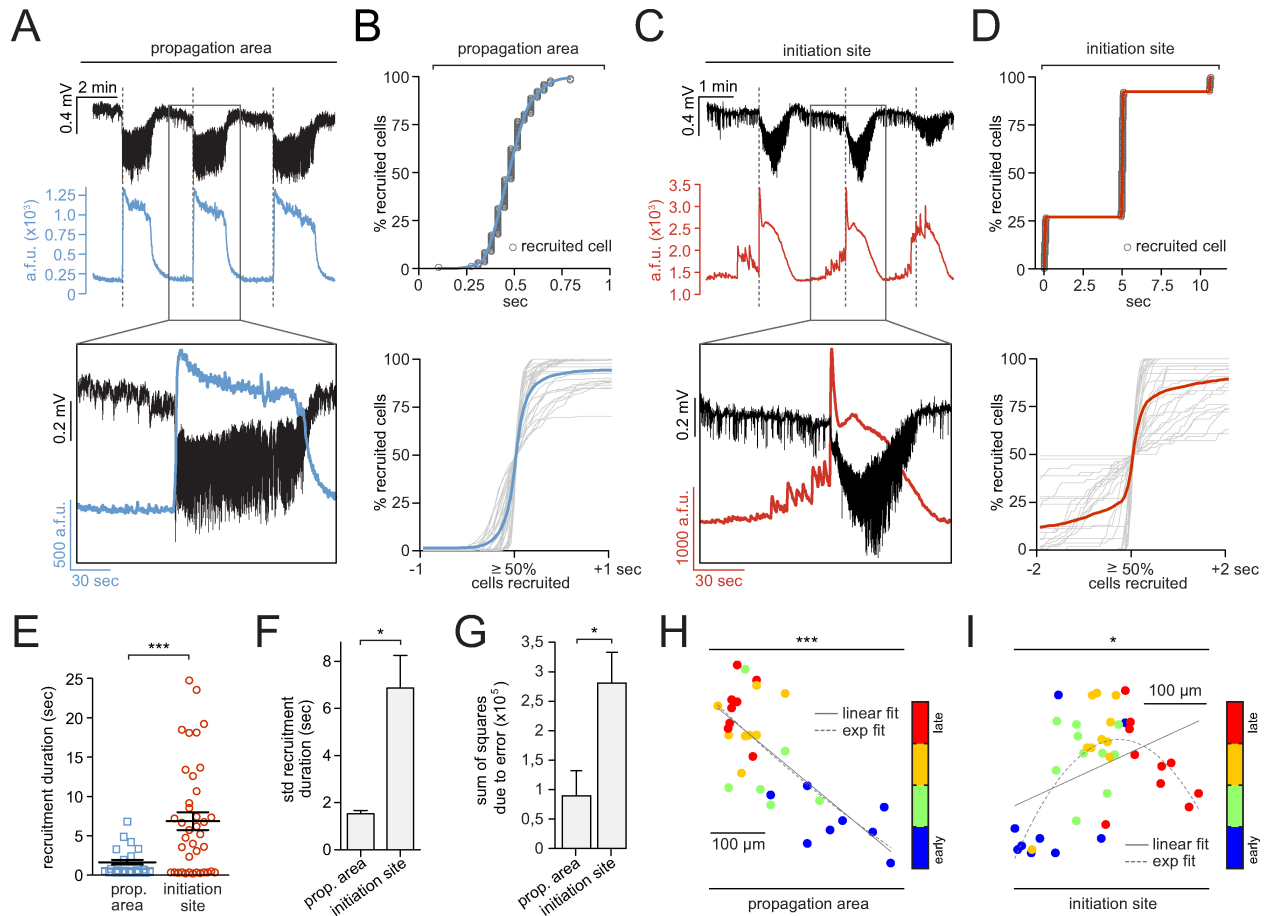 A
propagation area
2 min
0.4 mV
a.f.u. (x10³)
1.25
1.0
0.75
0.5
0.25
0
0.2 mV
500 a.f.u.
30 sec
B
propagation area
% recruited cells
100
75
50
25
0
recruited cell
0
0.25
0.5
0.75
1
sec
% recruited cells
100
75
50
25
0
-1
≥ 50%
cells recruited
+1 sec
C
initiation site
1 min
0.4 mV
a.f.u. (x10³)
3.5
3.0
2.5
2.0
1.5
1.0
0.2 mV
1000 a.f.u.
30 sec
D
initiation site
% recruited cells
100
75
50
25
0
recruited cell
0
2.5
5
7.5
10
sec
% recruited cells
100
75
50
25
0
-2
≥ 50%
cells recruited
+2 sec
E
***
recruitment duration (sec)
25
20
15
10
5
0
prop.
area
initiation
site
F
*
std recruitment
duration (sec)
8
6
4
2
0
prop. area
initiation site
G
*
sum of squares
due to error (x10⁵)
3,5
3
2,5
2
1,5
1
0,5
0
prop. area
initiation site
H
***
linear fit
exp fit
100 µm
late
early
propagation area
I
*
100 µm
linear fit
exp fit
late
early
initiation site